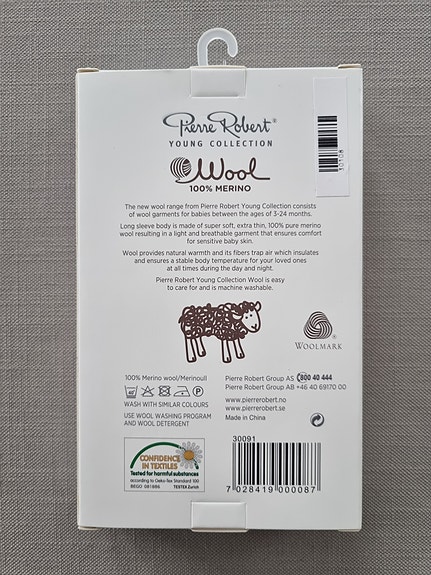 Pierre Robert®
YOUNG COLLECTION
Wool
100% MERINO
The new wool range from Pierre Robert Young Collection consists
of wool garments for babies between the ages of 3-24 months.
Long sleeve body is made of super soft, extra thin, 100% pure merino
wool resulting in a light and breathable garment that ensures comfort
for sensitive baby skin.
Wool provides natural warmth and its fibers trap air which insulates
and ensures a stable body temperature for your loved ones
at all times during the day and night.
Pierre Robert Young Collection Wool is easy
to care for and is machine washable.
WOOLMARK
®
100% Merino wool/Merinoull
40 P
WASH WITH SIMILAR COLOURS
USE WOOL WASHING PROGRAM
AND WOOL DETERGENT
Pierre Robert Group AS 800 40 444
Pierre Robert Group AB +46 40 69170 00
www.pierrerobert.no
www.pierrerobert.se
Made in China.
CONFIDENCE
IN TEXTILES
Tested for harmful substances
according to Oeko-Tex Standard 100
TESTEX Zurich
30091
7 028419 000087